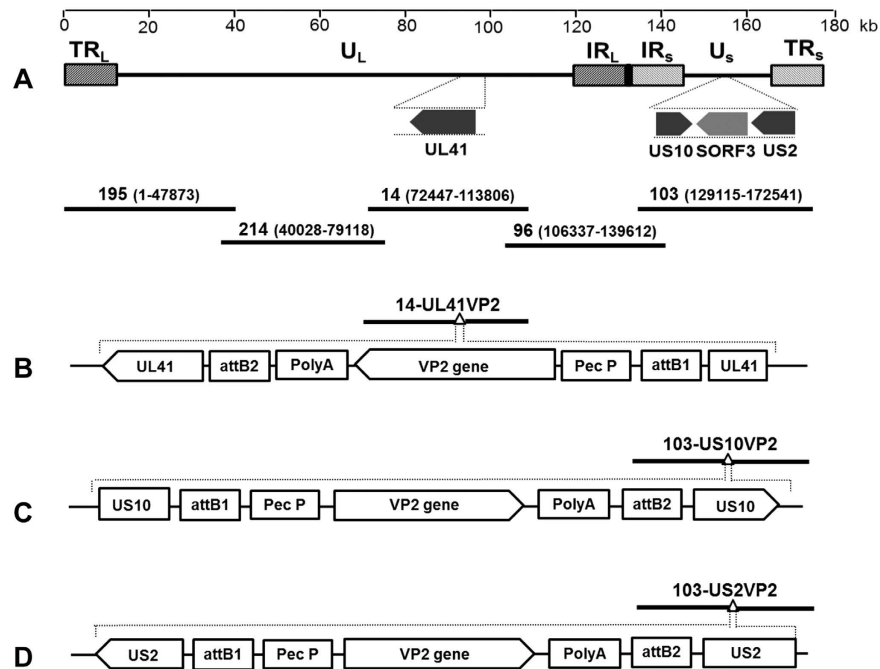 0 20 40 60 80 100 120 140 160 180 kb
TRL UL IRL IRs Us TRs
A
UL41
US10 SORF3 US2
195 (1-47873) 14 (72447-113806) 103 (129115-172541)
214 (40028-79118) 96 (106337-139612)
14-UL41VP2
B UL41 attB2 PolyA VP2 gene Pec P attB1 UL41
103-US10VP2
C US10 attB1 Pec P VP2 gene PolyA attB2 US10
103-US2VP2
D US2 attB1 Pec P VP2 gene PolyA attB2 US2